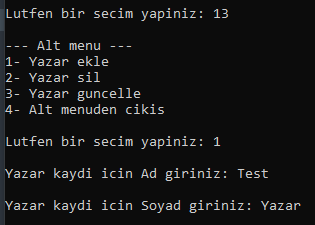 Lutfen bir secim yapiniz: 13
--- Alt menu ---
1- Yazar ekle
2- Yazar sil
3- Yazar guncelle
4- Alt menuden cikis
Lutfen bir secim yapiniz: 1
Yazar kaydi icin Ad giriniz: Test
Yazar kaydi icin Soyad giriniz: Yazar